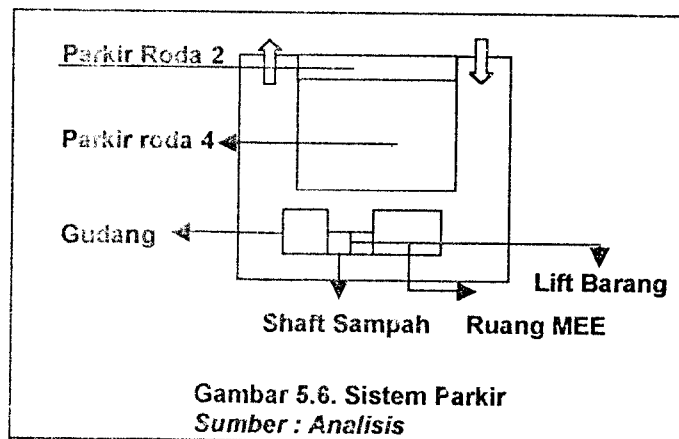 Parkir Roda 2
Parkir roda 4
Gudang
Lift Barang
Shaft Sampah
Ruang MEE
Gambar 5.6. Sistem Parkir
Sumber : Analisis